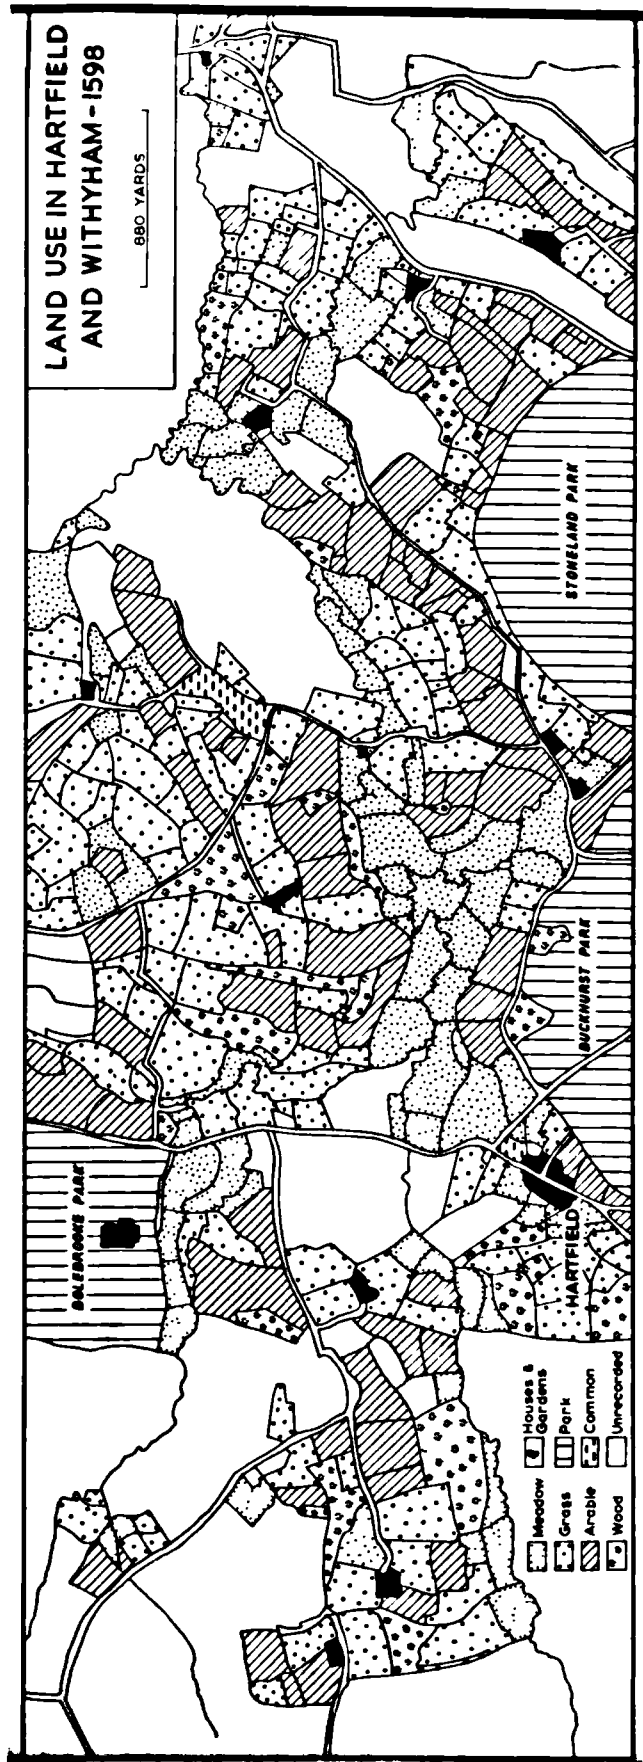 LAND USE IN HARTFIELD
AND WITHYHAM-1598
880 YARDS
STONELAND PARK
BUCKHURST PARK
BOLEBROOKE PARK
HARTFIELD
Meadow
Grass
Arable
Wood
Houses &
Gardens
Park
Common
Unrecorded